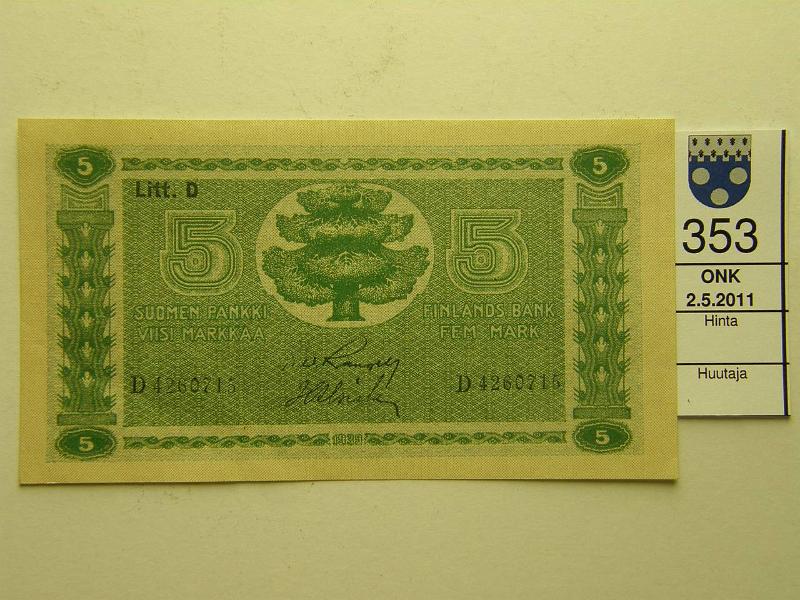 5 5
Litt. D
5 5
SUOMEN PANKKI FINLANDS BANK
VIISI MARKKAA FEM MARK
D 4260715 D 4260715
5 5
353
ONK
2.5.2011
Hinta
Huutaja